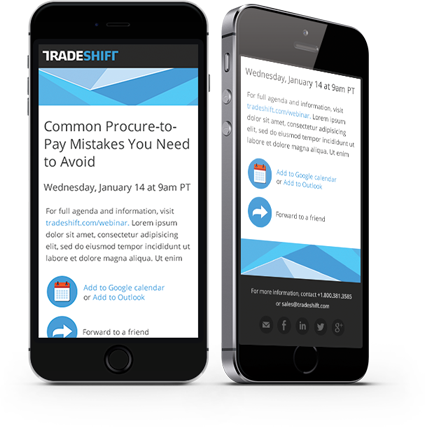 TRADESHIFT
Common Procure-to-
Pay Mistakes You Need
to Avoid
Wednesday, January 14 at 9am PT
For full agenda and information, visit
tradeshift.com/webinar. Lorem ipsum
dolor sit amet, consectetur adipisicing
elit, sed do eiusmod tempor incididunt ut
labore et dolore magna aliqua. Ut enim
Add to Google calendar
or Add to Outlook
Forward to a friend
Wednesday, January 14 at 9am PT
For full agenda and information, visit
tradeshift.com/webinar. Lorem ipsum
dolor sit amet, consectetur adipisicing
elit, sed do eiusmod tempor incididunt ut
labore et dolore magna aliqua. Ut enim
Add to Google calendar
or Add to Outlook
Forward to a friend
For more information, contact +1.800.381.3585
or sales@tradeshift.com